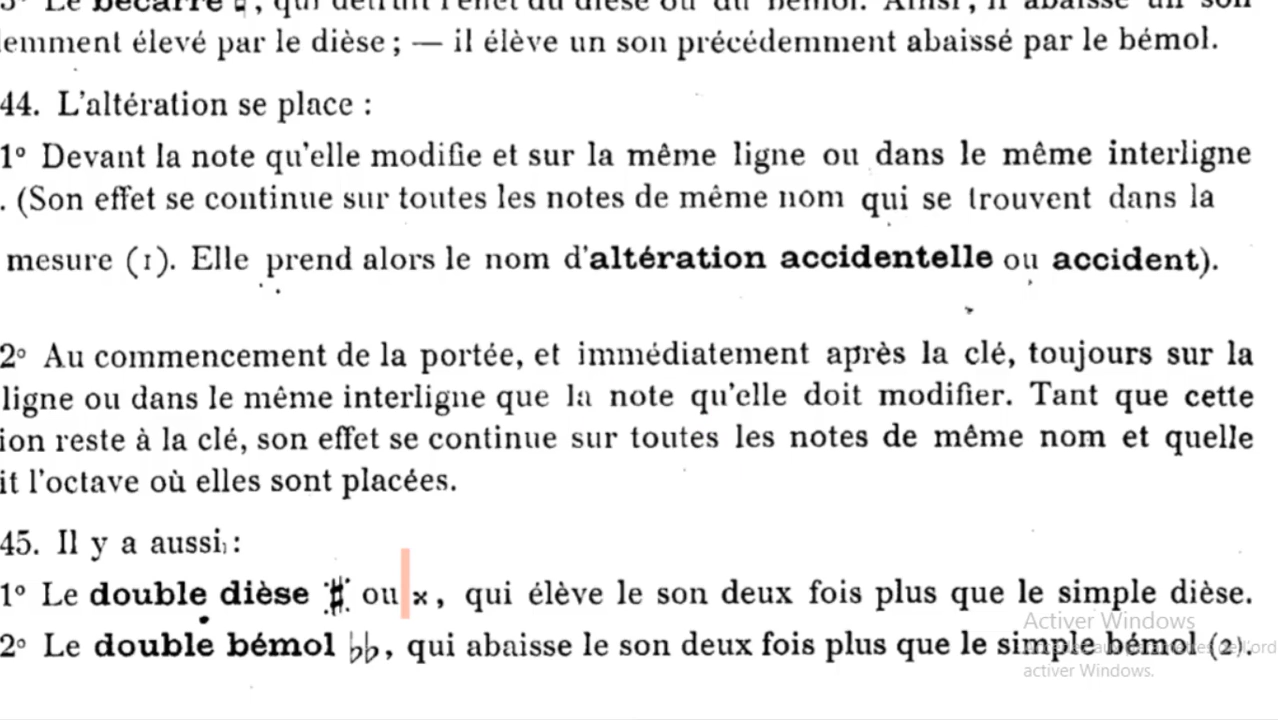 3° Le bécarre ♮, qui détruit l'effet du dièse ou du bémol. Ainsi, il abaisse un son
lemment élevé par le dièse ; — il élève un son précédemment abaissé par le bémol.
44. L'altération se place :
1° Devant la note qu'elle modifie et sur la même ligne ou dans le même interligne
. (Son effet se continue sur toutes les notes de même nom qui se trouvent dans la
mesure (1). Elle prend alors le nom d'altération accidentelle ou accident).
2° Au commencement de la portée, et immédiatement après la clé, toujours sur la
ligne ou dans le même interligne que la note qu'elle doit modifier. Tant que cette
ion reste à la clé, son effet se continue sur toutes les notes de même nom et quelle
it l'octave où elles sont placées.
45. Il y a aussi :
1° Le double dièse ⁘♯ ou x, qui élève le son deux fois plus que le simple dièse.
2° Le double bémol ♭♭, qui abaisse le son deux fois plus que le simple bémol (2).
Activer Windows
aux paramètres de l'ord
activer Windows.